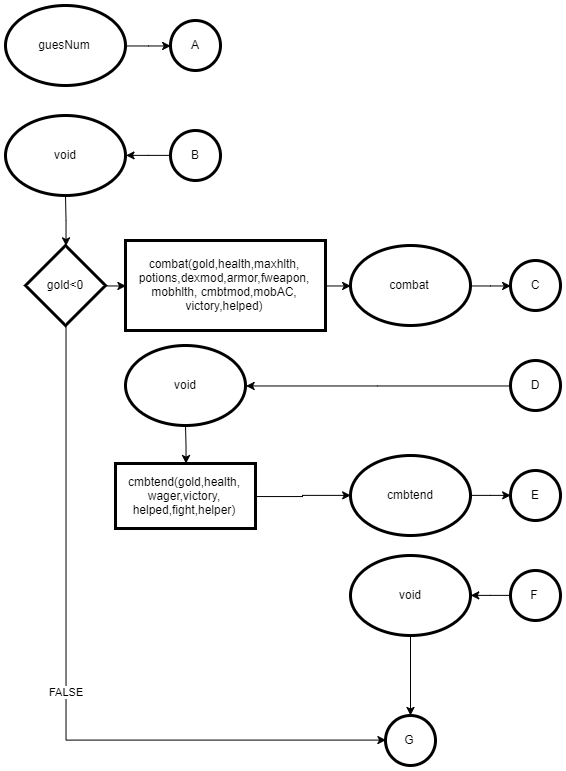 guesNum
A
void
B
gold<0
combat(gold,health,maxhlth,
potions,dexmod,armor,fweapon,
mobhlth, cmbtmod,mobAC,
victory,helped)
combat
C
void
D
cmbtend(gold,health,
wager,victory,
helped,fight,helper)
cmbtend
E
void
F
FALSE
G